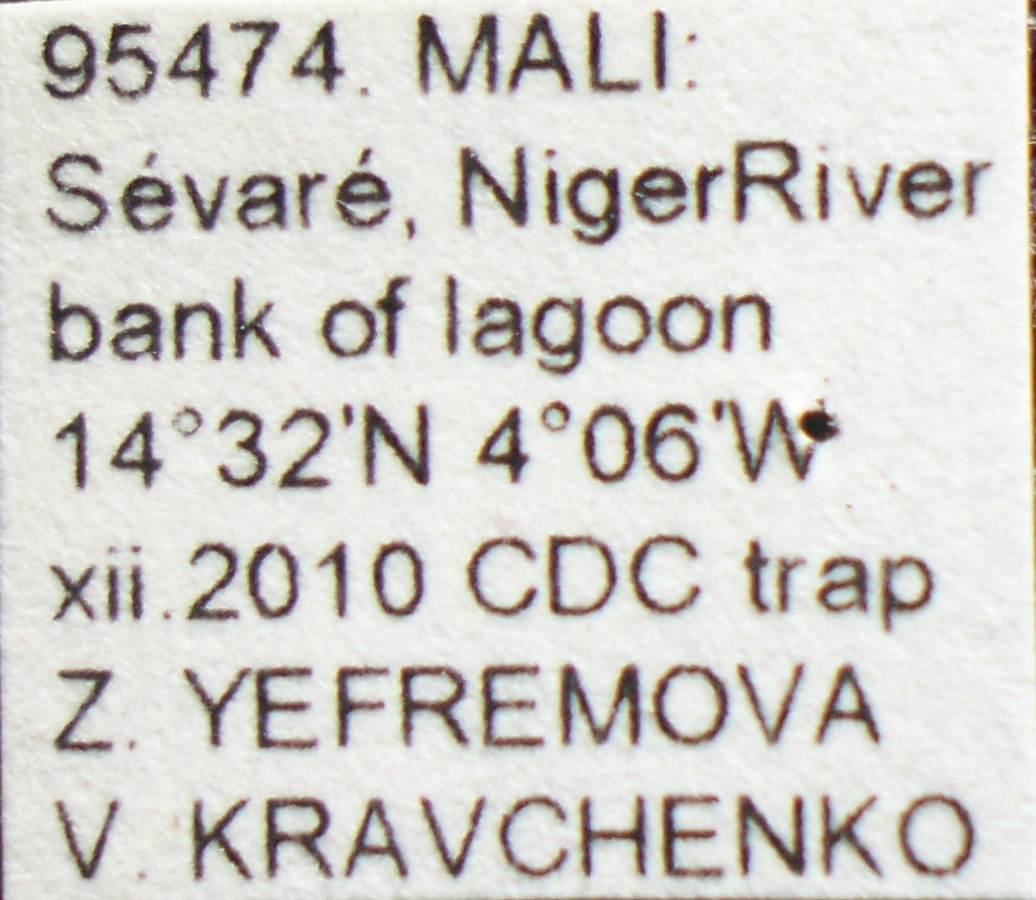 95474. MALI:
Sévaré, NigerRiver
bank of lagoon
14°32'N 4°06'W
xii.2010 CDC trap
Z. YEFREMOVA
V. KRAVCHENKO